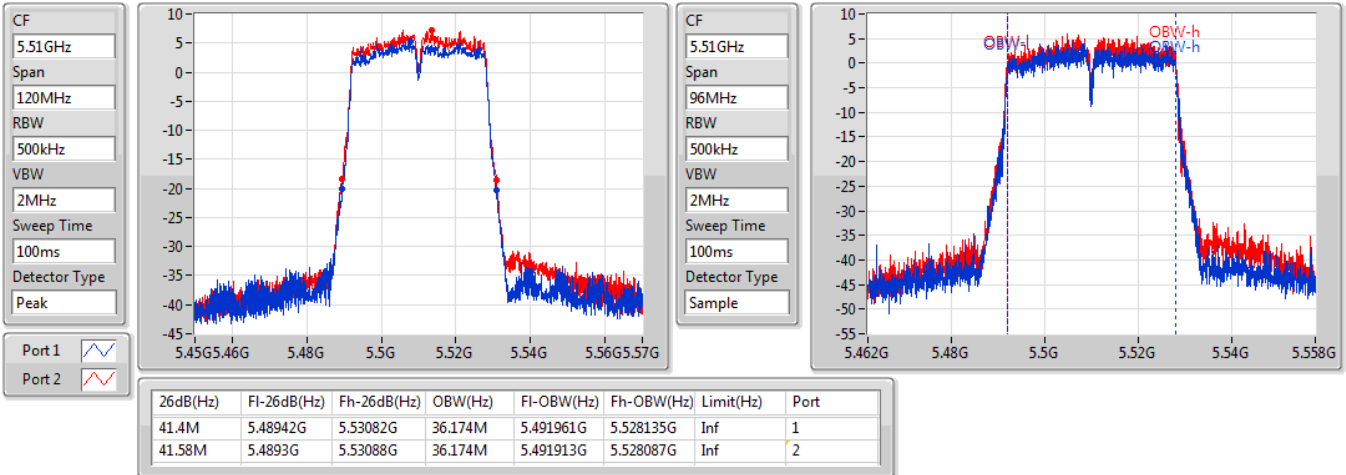 CF
5.51GHz
Span
120MHz
RBW
500kHz
VBW
2MHz
Sweep Time
100ms
Detector Type
Peak
Port 1
Port 2
10
5
0
-5
-10
-15
-20
-25
-30
-35
-40
-45
5.45G 5.46G 5.48G 5.5G 5.52G 5.54G 5.56G 5.57G
CF
5.51GHz
Span
96MHz
RBW
500kHz
VBW
2MHz
Sweep Time
100ms
Detector Type
Sample
10
5
0
-5
-10
-15
-20
-25
-30
-35
-40
-45
-50
-55
OBW-l
OBW-h
OBW-h
5.462G 5.48G 5.5G 5.52G 5.54G 5.558G
26dB(Hz) Fl-26dB(Hz) Fh-26dB(Hz) OBW(Hz) Fl-OBW(Hz) Fh-OBW(Hz) Limit(Hz) Port
41.4M 5.48942G 5.53082G 36.174M 5.491961G 5.528135G Inf 1
41.58M 5.4893G 5.53088G 36.174M 5.491913G 5.528087G Inf 2